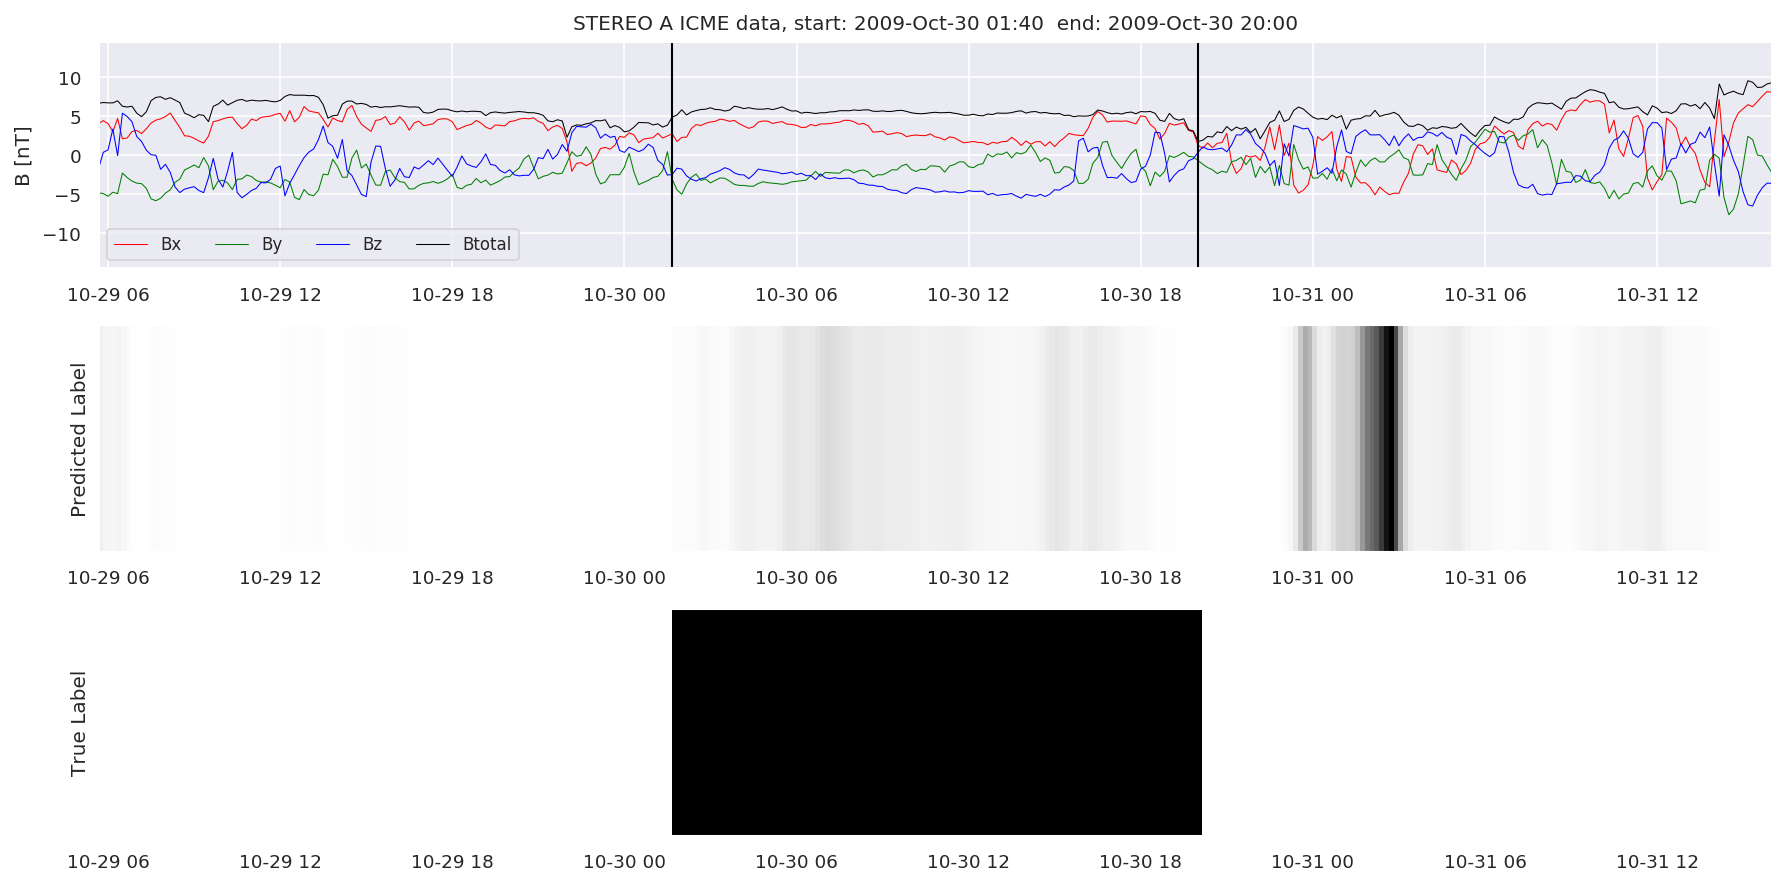 STEREO A ICME data, start: 2009-Oct-30 01:40  end: 2009-Oct-30 20:00
B [nT]
10
5
0
−5
−10
Bx By Bz Btotal
10-29 06 10-29 12 10-29 18 10-30 00 10-30 06 10-30 12 10-30 18 10-31 00 10-31 06 10-31 12
Predicted Label
10-29 06 10-29 12 10-29 18 10-30 00 10-30 06 10-30 12 10-30 18 10-31 00 10-31 06 10-31 12
True Label
10-29 06 10-29 12 10-29 18 10-30 00 10-30 06 10-30 12 10-30 18 10-31 00 10-31 06 10-31 12